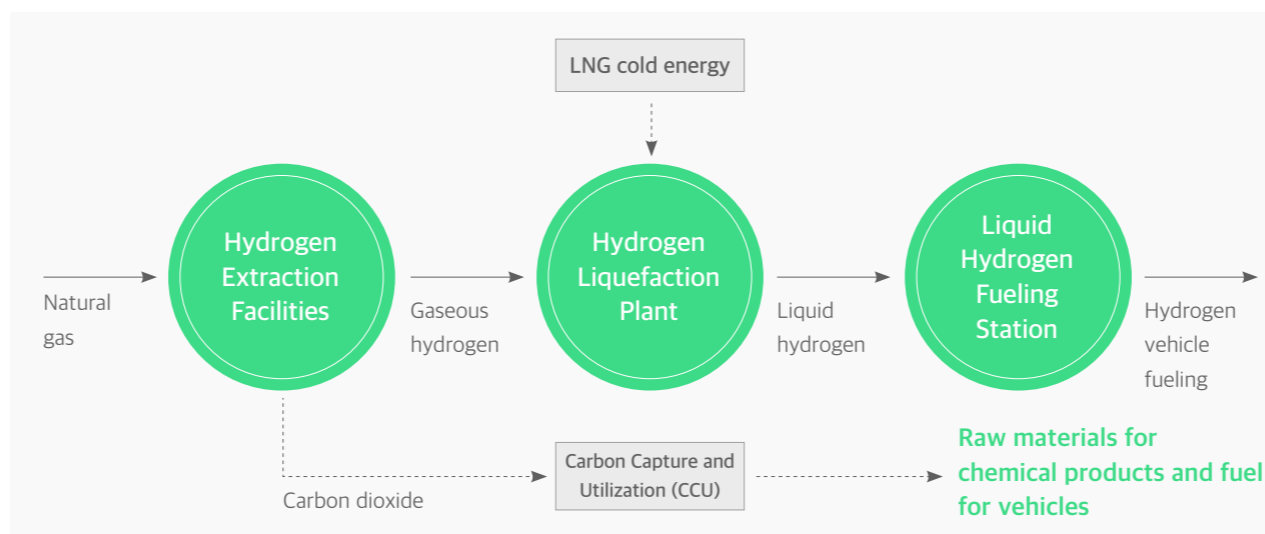 LNG cold energy
Natural
gas
Hydrogen
Extraction
Facilities
Gaseous
hydrogen
Hydrogen
Liquefaction
Plant
Liquid
hydrogen
Liquid
Hydrogen
Fueling
Station
Hydrogen
vehicle
fueling
Carbon dioxide
Carbon Capture and
Utilization (CCU)
Raw materials for
chemical products and fuel
for vehicles